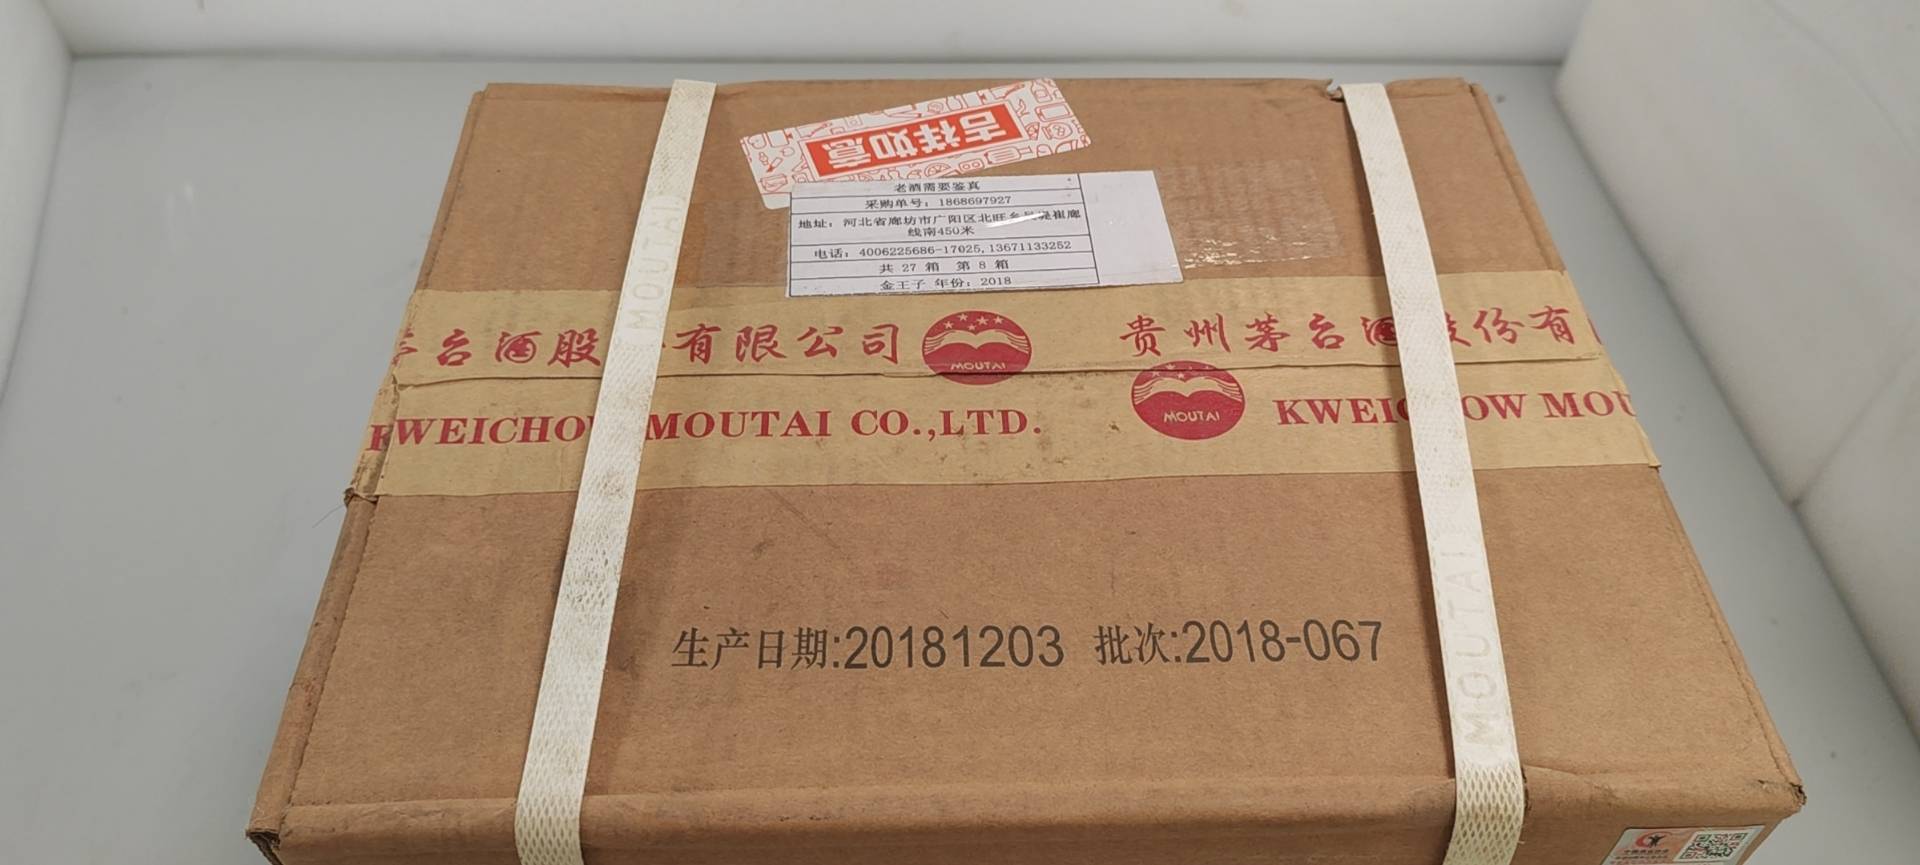 吉祥如意
老酒需要鉴真
采购单号：1868697927
地址：河北省廊坊市广阳区北旺乡
堤崔廊
线南450米
电话：4006225686-17025,13671133252
共 27 箱 第 8 箱
金王子 年份：2018
台酒股 有限公司
MOUTAI
贵州茅台酒 份有
KWEICHO MOUTAI CO.,LTD.
MOUTAI
KWEICHOW MOU
MOUTAI
MOUTAI
生产日期:20181203 批次:2018-067